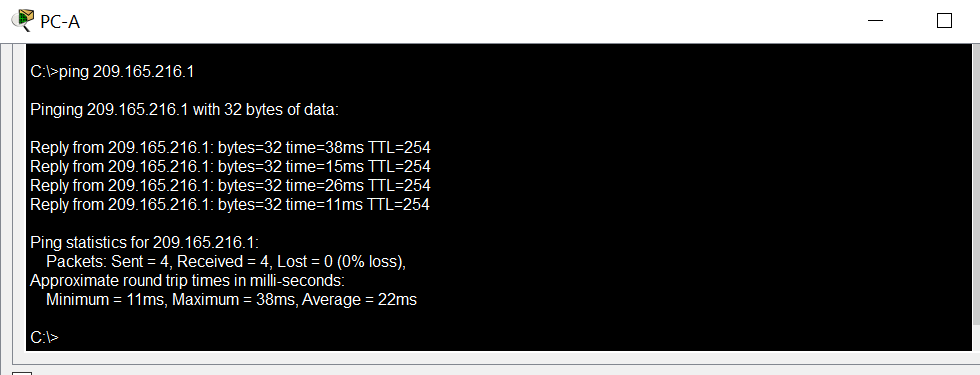 PC-A
C:\>ping 209.165.216.1
Pinging 209.165.216.1 with 32 bytes of data:
Reply from 209.165.216.1: bytes=32 time=38ms TTL=254
Reply from 209.165.216.1: bytes=32 time=15ms TTL=254
Reply from 209.165.216.1: bytes=32 time=26ms TTL=254
Reply from 209.165.216.1: bytes=32 time=11ms TTL=254
Ping statistics for 209.165.216.1:
Packets: Sent = 4, Received = 4, Lost = 0 (0% loss),
Approximate round trip times in milli-seconds:
Minimum = 11ms, Maximum = 38ms, Average = 22ms
C:\>